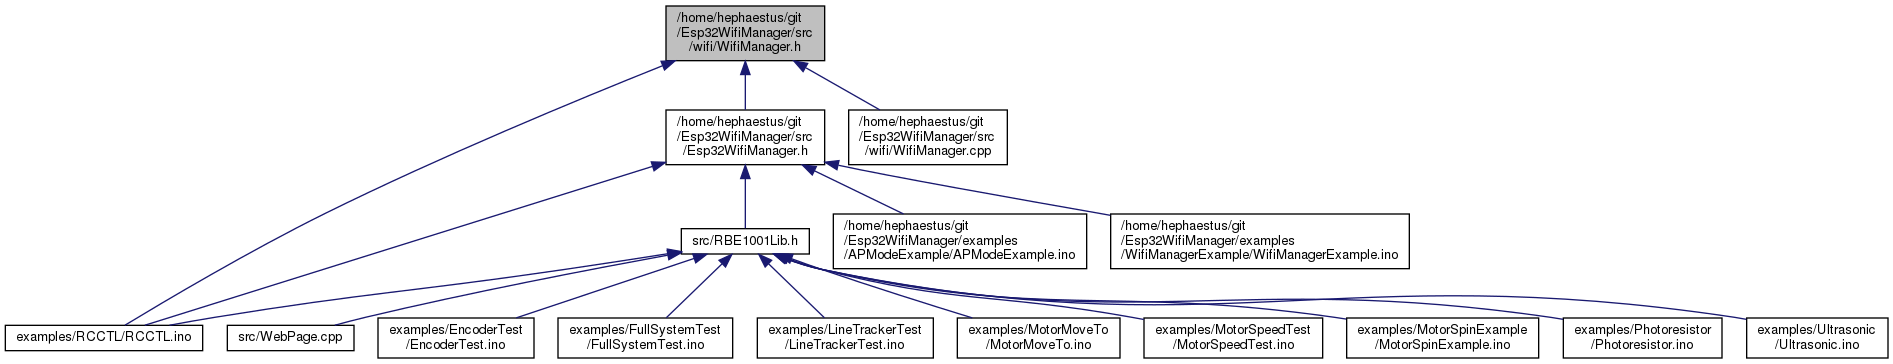 /home/hephaestus/git
/Esp32WifiManager/src
/wifi/WifiManager.h
/home/hephaestus/git
/Esp32WifiManager/src
/Esp32WifiManager.h
/home/hephaestus/git
/Esp32WifiManager/src
/wifi/WifiManager.cpp
src/RBE1001Lib.h
/home/hephaestus/git
/Esp32WifiManager/examples
/APModeExample/APModeExample.ino
/home/hephaestus/git
/Esp32WifiManager/examples
/WifiManagerExample/WifiManagerExample.ino
examples/RCCTL/RCCTL.ino
src/WebPage.cpp
examples/EncoderTest
/EncoderTest.ino
examples/FullSystemTest
/FullSystemTest.ino
examples/LineTrackerTest
/LineTrackerTest.ino
examples/MotorMoveTo
/MotorMoveTo.ino
examples/MotorSpeedTest
/MotorSpeedTest.ino
examples/MotorSpinExample
/MotorSpinExample.ino
examples/Photoresistor
/Photoresistor.ino
examples/Ultrasonic
/Ultrasonic.ino